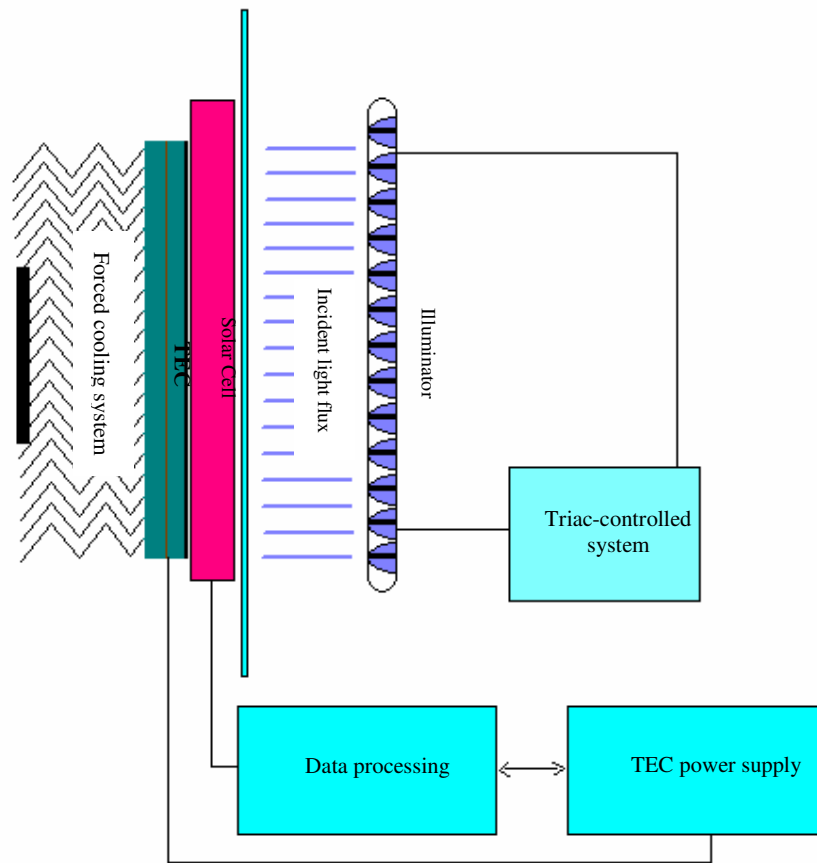 Forced cooling system
TEC
Solar Cell
Incident light flux
Illuminator
Triac-controlled
system
Data processing
TEC power supply